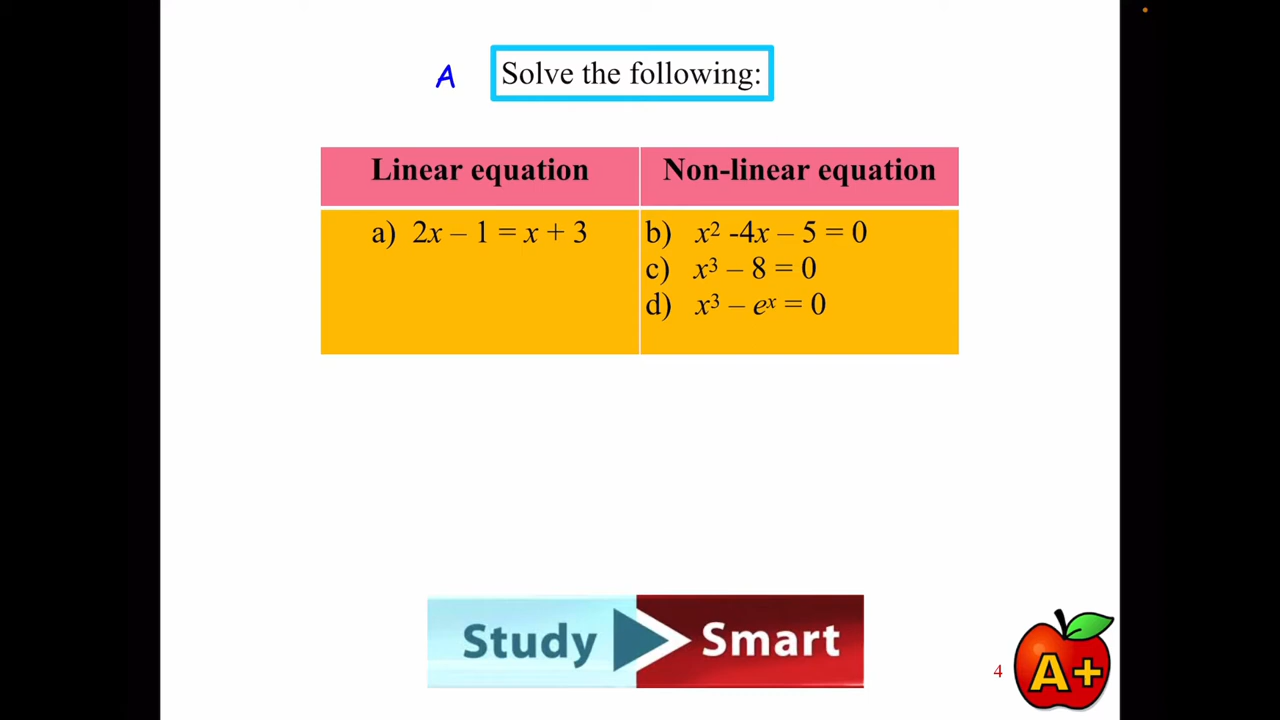 A
Solve the following:
Linear equation
Non-linear equation
a) 2x – 1 = x + 3
b) x² -4x – 5 = 0
c) x³ – 8 = 0
d) x³ – eˣ = 0
Study Smart
4
A+